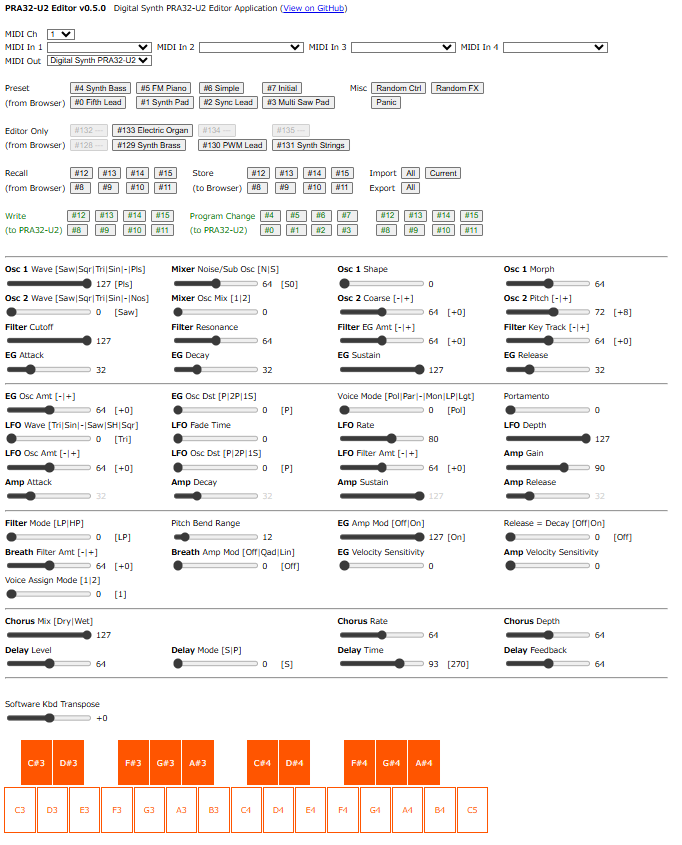 PRA32-U2 Editor v0.5.0 Digital Synth PRA32-U2 Editor Application (View on GitHub)
MIDI Ch 1
MIDI In 1 MIDI In 2 MIDI In 3 MIDI In 4
MIDI Out Digital Synth PRA32-U2
Preset #4 Synth Bass #5 FM Piano #6 Simple #7 Initial Misc Random Ctrl Random FX
(from Browser) #0 Fifth Lead #1 Synth Pad #2 Sync Lead #3 Multi Saw Pad Panic
Editor Only #132 — #133 Electric Organ #134 — #135 —
(from Browser) #128 — #129 Synth Brass #130 PWM Lead #131 Synth Strings
Recall #12 #13 #14 #15 Store #12 #13 #14 #15 Import All Current
(from Browser) #8 #9 #10 #11 (to Browser) #8 #9 #10 #11 Export All
Write #12 #13 #14 #15 Program Change #4 #5 #6 #7 #12 #13 #14 #15
(to PRA32-U2) #8 #9 #10 #11 (to PRA32-U2) #0 #1 #2 #3 #8 #9 #10 #11
Osc 1 Wave [Saw|Sqr|Tri|Sin|-|Pls] Mixer Noise/Sub Osc [N|S] Osc 1 Shape Osc 1 Morph
127 [Pls] 64 [S0] 0 64
Osc 2 Wave [Saw|Sqr|Tri|Sin|-|Nos] Mixer Osc Mix [1|2] Osc 2 Coarse [-|+] Osc 2 Pitch [-|+]
0 [Saw] 0 64 [+0] 72 [+8]
Filter Cutoff Filter Resonance Filter EG Amt [-|+] Filter Key Track [-|+]
127 64 64 [+0] 64 [+0]
EG Attack EG Decay EG Sustain EG Release
32 32 127 32
EG Osc Amt [-|+] EG Osc Dst [P|2P|1S] Voice Mode [Pol|Par|-|Mon|LP|Lgt] Portamento
64 [+0] 0 [P] 0 [Pol] 0
LFO Wave [Tri|Sin|-|Saw|SH|Sqr] LFO Fade Time LFO Rate LFO Depth
0 [Tri] 0 80 127
LFO Osc Amt [-|+] LFO Osc Dst [P|2P|1S] LFO Filter Amt [-|+] Amp Gain
64 [+0] 0 [P] 64 [+0] 90
Amp Attack Amp Decay Amp Sustain Amp Release
32 32 127 32
Filter Mode [LP|HP] Pitch Bend Range EG Amp Mod [Off|On] Release = Decay [Off|On]
0 [LP] 12 127 [On] 0 [Off]
Breath Filter Amt [-|+] Breath Amp Mod [Off|Qad|Lin] EG Velocity Sensitivity Amp Velocity Sensitivity
64 [+0] 0 [Off] 0 0
Voice Assign Mode [1|2]
0 [1]
Chorus Mix [Dry|Wet] Chorus Rate Chorus Depth
127 64 64
Delay Level Delay Mode [S|P] Delay Time Delay Feedback
64 0 [S] 93 [270] 64
Software Kbd Transpose
+0
C#3 D#3 F#3 G#3 A#3 C#4 D#4 F#4 G#4 A#4
C3 D3 E3 F3 G3 A3 B3 C4 D4 E4 F4 G4 A4 B4 C5